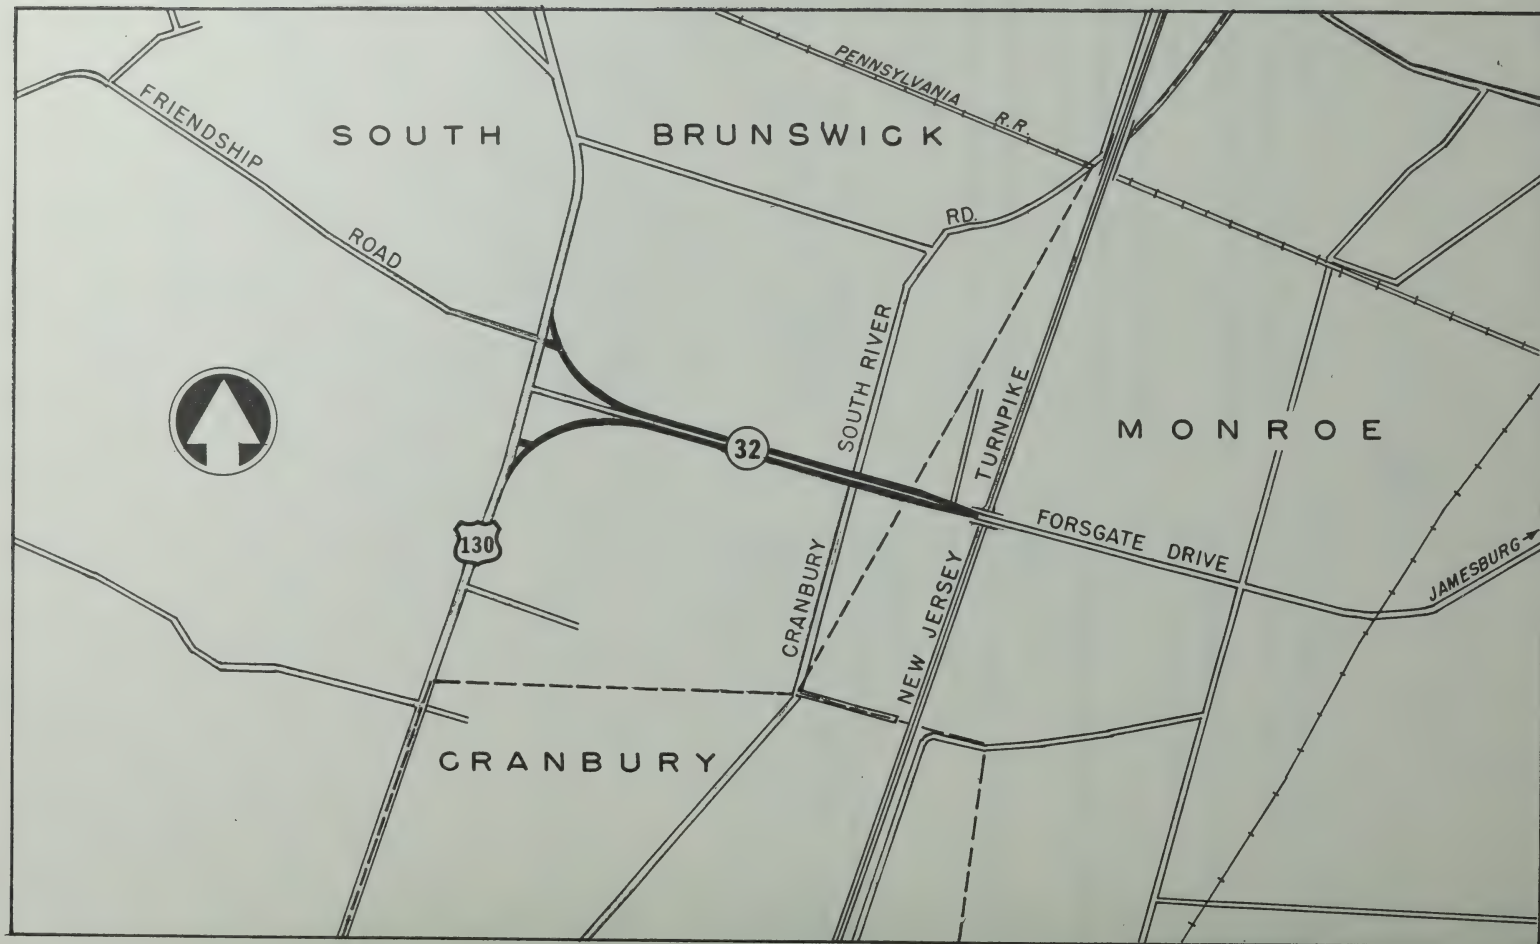 PENNSYLVANIA R.R.
FRIENDSHIP ROAD
SOUTH BRUNSWICK
RD.
SOUTH RIVER
TURNPIKE
MONROE
32
130
FORSGATE DRIVE
JAMESBURG
CRANBURY
NEW JERSEY
CRANBURY